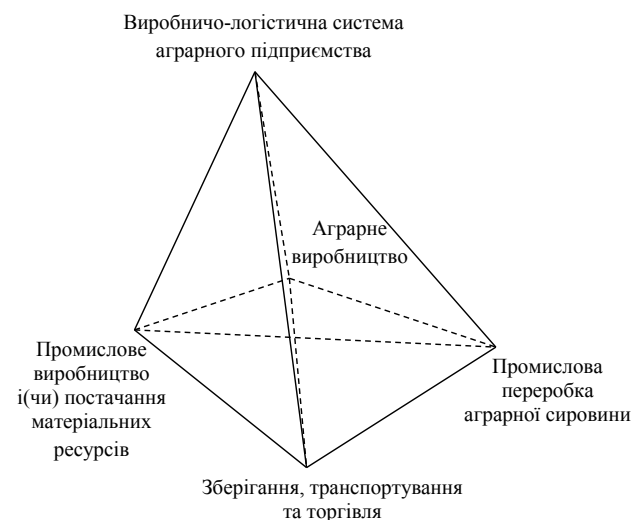 Виробничо-логістична система
аграрного підприємства
Аграрне
виробництво
Промислове
виробництво
і(чи) постачання
матеріальних
ресурсів
Промислова
переробка
аграрної сировини
Зберігання, транспортування
та торгівля